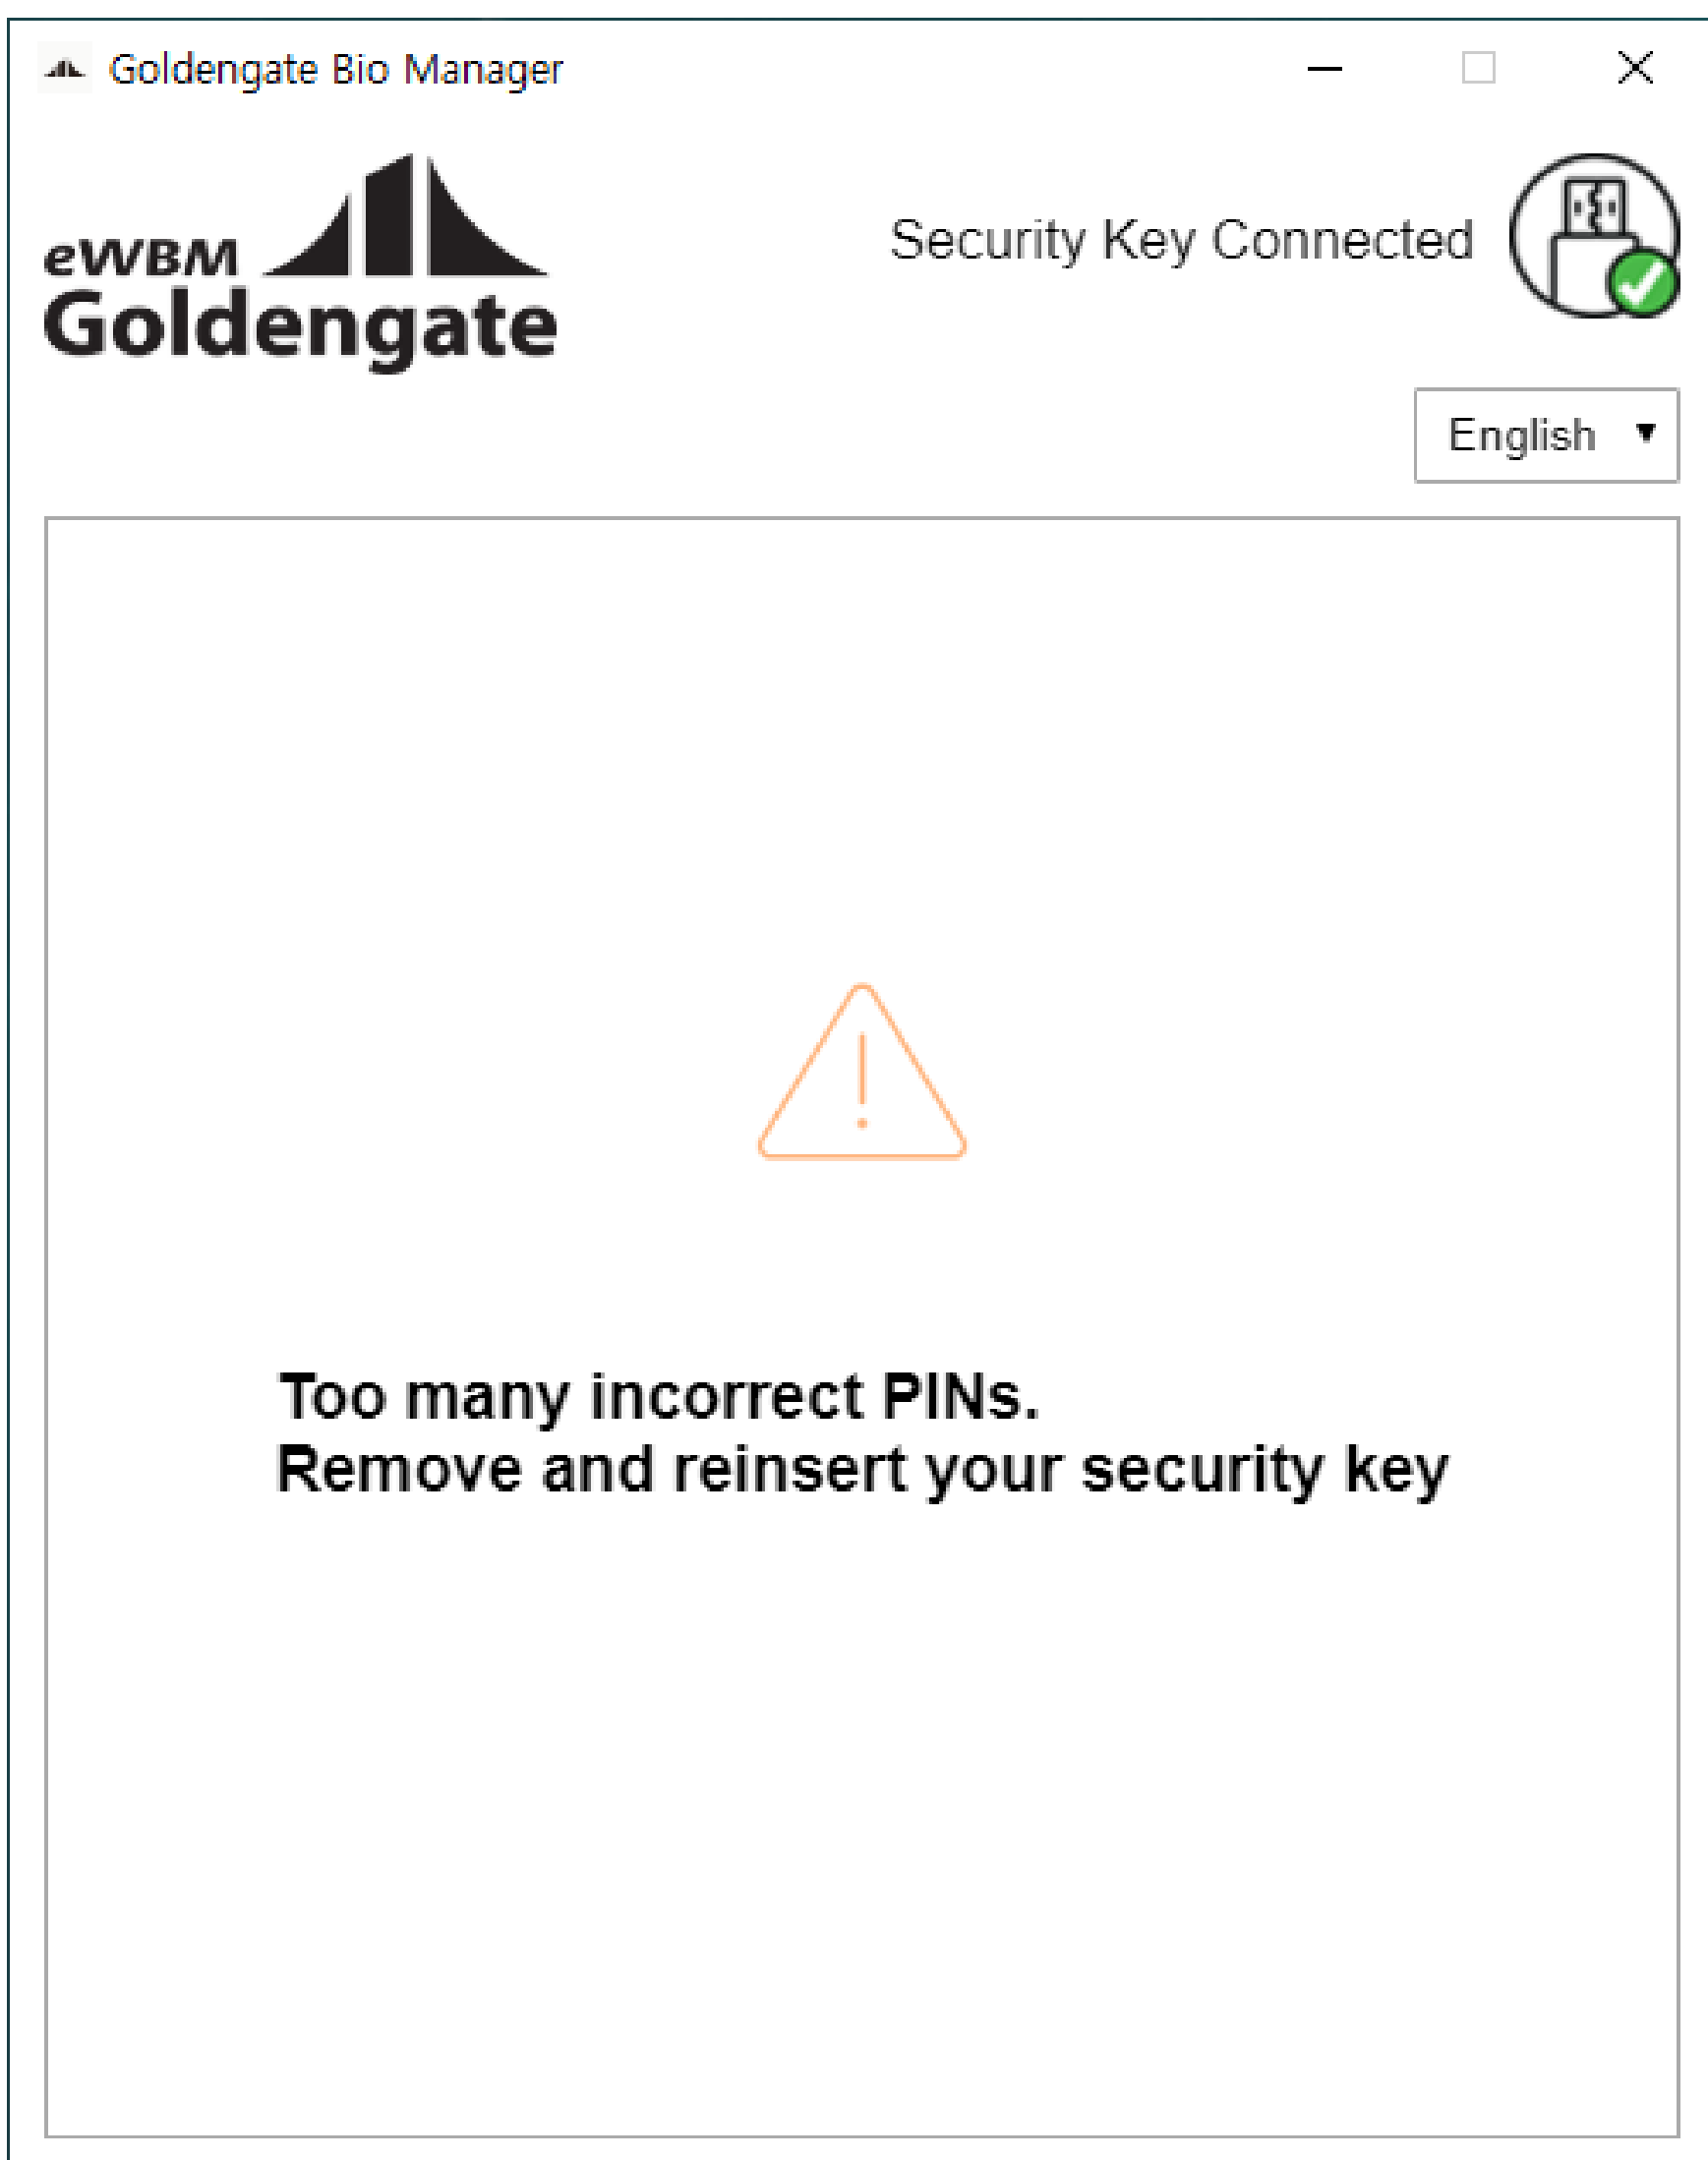 Goldengate Bio Manager
eWBM
Goldengate
Security Key Connected
English
Too many incorrect PINs.
Remove and reinsert your security key